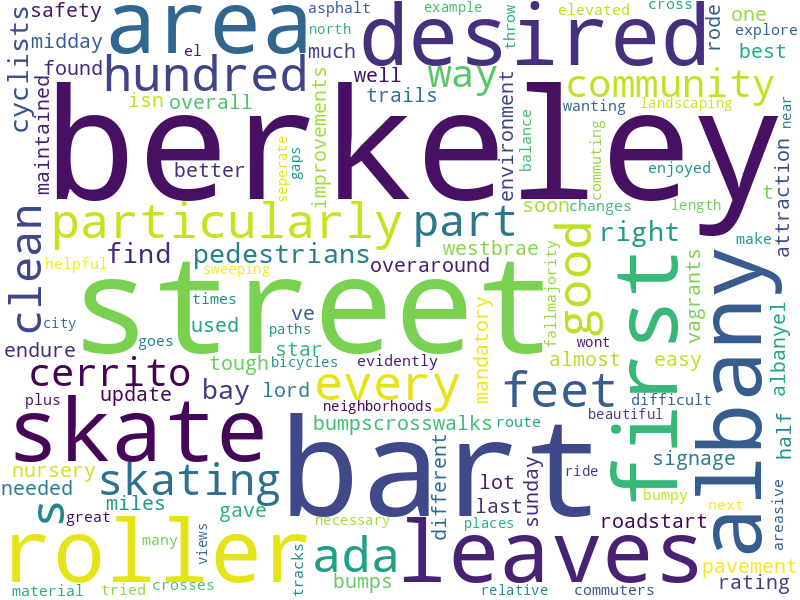 safety
area
desired
asphalt
example
elevated
cross
north
throw
rode
one
explore
cyclists
midday
el
much
best
found
hundred
well
way
community
isn
overall
trails
wanting
landscaping
near
maintained
improvements
environment
balance
commuting
berkeley
better
seperate
gaps
enjoyed
t
attraction
soon
changes
length
make
clean
particularly
part
good
right
find
pedestrians
westbrae
helpful
sweeping
overaround
street
fallmajority
first
vagrants
albany
albanyel
times
ve
city
used
goes
paths
star
wont
endure
tough
bicycles
evidently
mandatory
almost
easy
cerrito
bay
lord
every
feet
difficult
plus
update
neighborhoods
beautiful
skate
bart
bumpscrosswalks
route
half
nursery
signage
needed
skating
lot
different
sunday
ride
bumpy
next
areasive
s
miles
gave
last
great
necessary
places
roadstart
roller
many
views
tracks
ada
leaves
pavement
bumps
rating
material
tried
crosses
relative
commuters